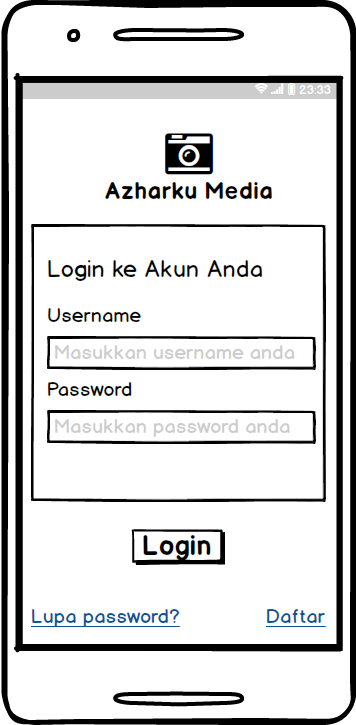 23:33
Azharku Media
Login ke Akun Anda
Username
Masukkan username anda
Password
Masukkan password anda
Login
Lupa password? Daftar